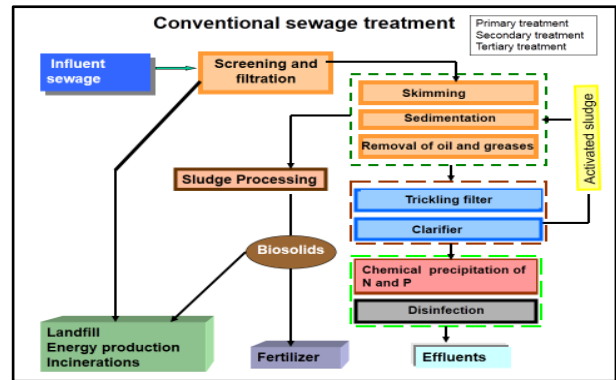 Conventional sewage treatment
Primary treatment
Secondary treatment
Tertiary treatment
Influent
sewage
Screening and
filtration
Skimming
Sedimentation
Removal of oil and greases
Activated sludge
Sludge Processing
Trickling filter
Clarifier
Biosolids
Chemical precipitation of
N and P
Disinfection
Landfill
Energy production
Incinerations
Fertilizer
Effluents